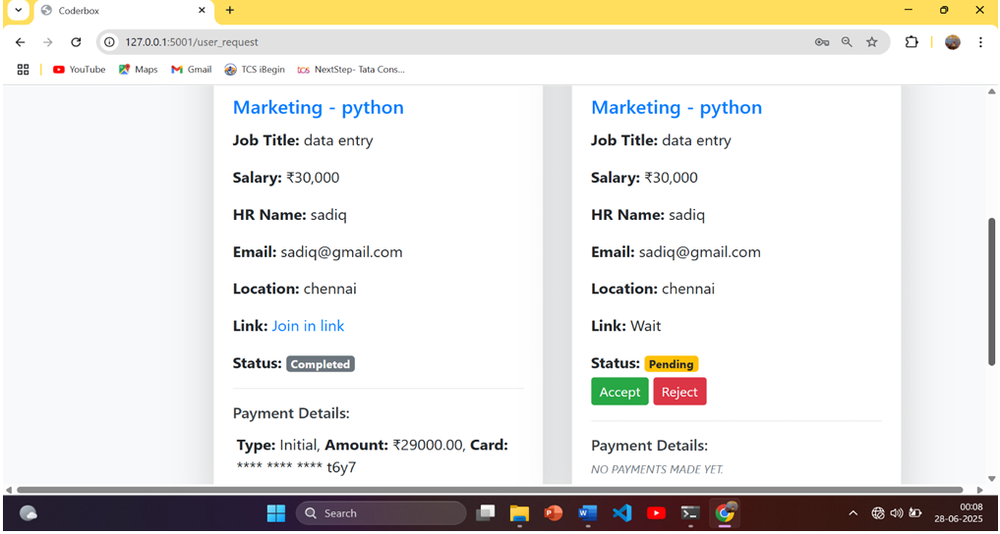 Coderbox
127.0.0.1:5001/user_request
YouTube Maps Gmail TCS iBegin NextStep- Tata Cons...
Marketing - python
Job Title: data entry
Salary: ₹30,000
HR Name: sadiq
Email: sadiq@gmail.com
Location: chennai
Link: Join in link
Status: Completed
Payment Details:
Type: Initial, Amount: ₹29000.00, Card:
**** **** **** t6y7
Marketing - python
Job Title: data entry
Salary: ₹30,000
HR Name: sadiq
Email: sadiq@gmail.com
Location: chennai
Link: Wait
Status: Pending
Accept Reject
Payment Details:
NO PAYMENTS MADE YET.
Search
00:08
28-06-2025